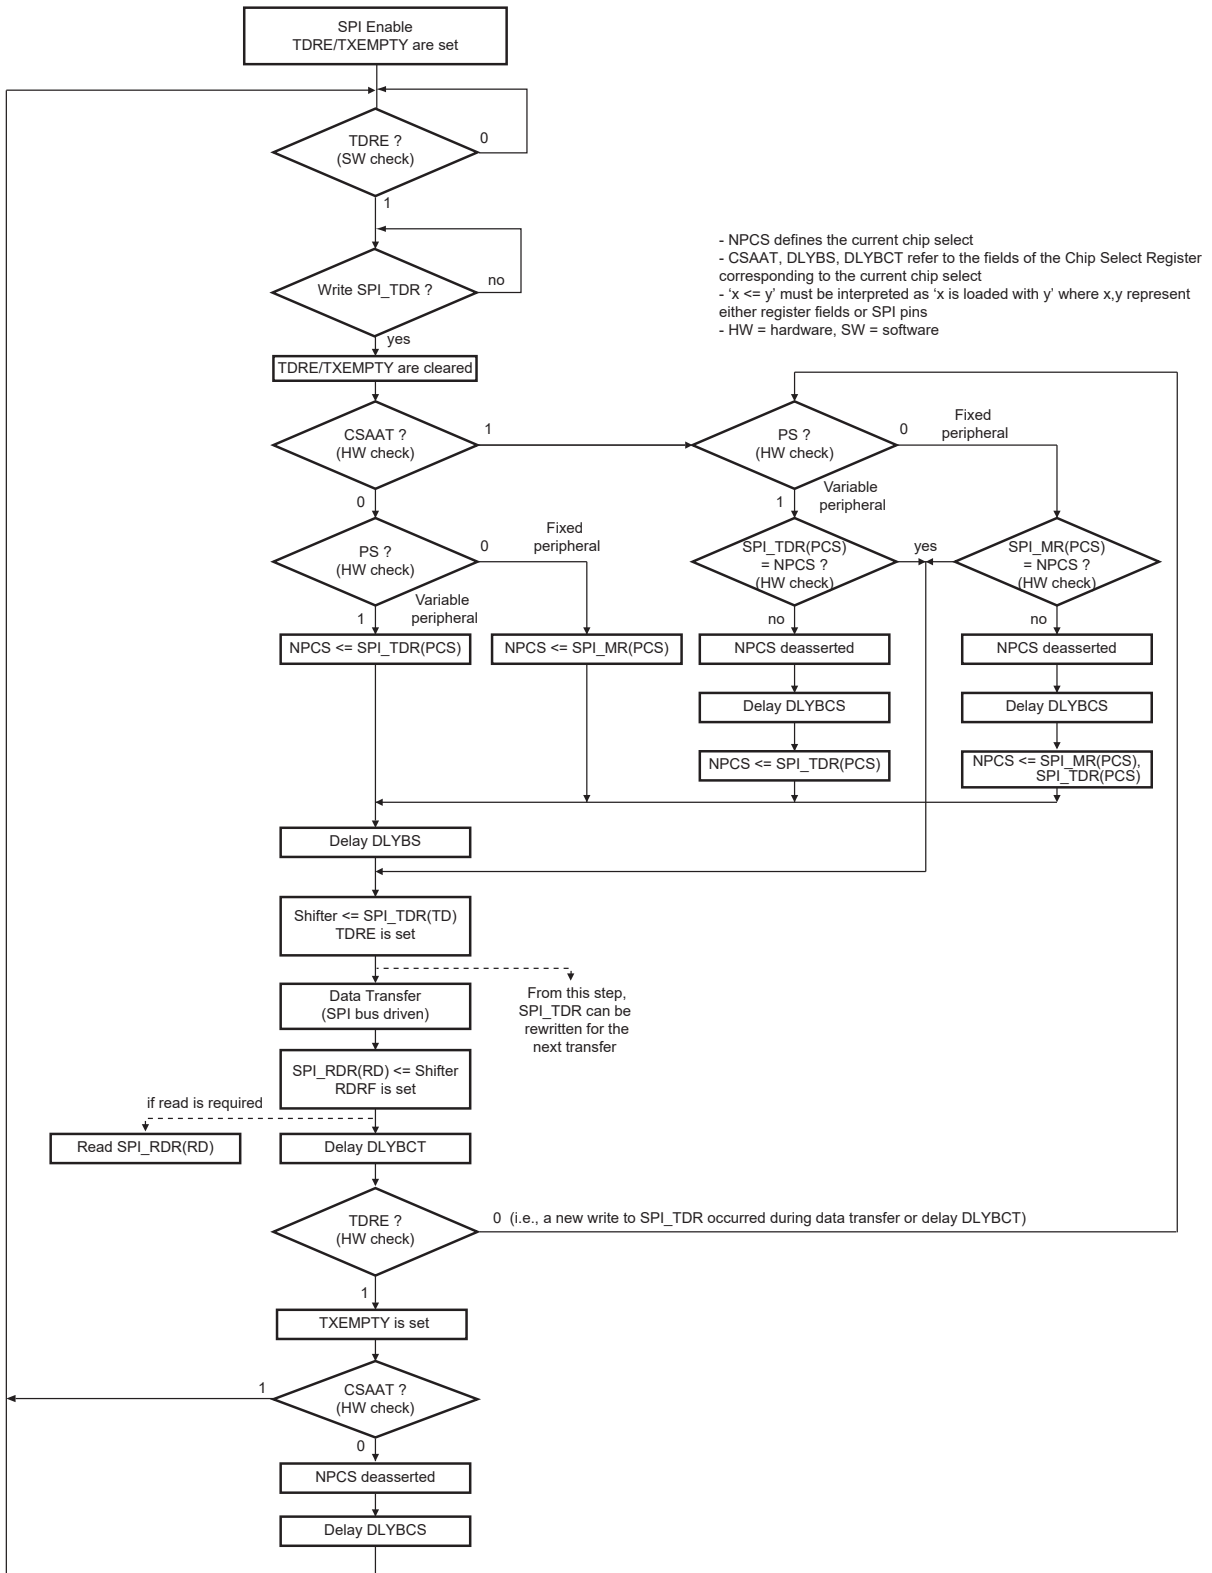 SPI Enable
TDRE/TXEMPTY are set
TDRE ?
(SW check)
0
1
Write SPI_TDR ?
no
yes
- NPCS defines the current chip select
- CSAAT, DLYBS, DLYBCT refer to the fields of the Chip Select Register
corresponding to the current chip select
- ‘x <= y’ must be interpreted as ‘x is loaded with y’ where x,y represent
either register fields or SPI pins
- HW = hardware, SW = software
TDRE/TXEMPTY are cleared
CSAAT ?
(HW check)
1
0
PS ?
(HW check)
0
Fixed
peripheral
1
Variable
peripheral
PS ?
(HW check)
0
Fixed
peripheral
1
Variable
peripheral
SPI_TDR(PCS)
= NPCS ?
(HW check)
yes
SPI_MR(PCS)
= NPCS ?
(HW check)
no
no
NPCS <= SPI_TDR(PCS)
NPCS <= SPI_MR(PCS)
NPCS deasserted
NPCS deasserted
Delay DLYBCS
Delay DLYBCS
NPCS <= SPI_TDR(PCS)
NPCS <= SPI_MR(PCS),
SPI_TDR(PCS)
Delay DLYBS
Shifter <= SPI_TDR(TD)
TDRE is set
Data Transfer
(SPI bus driven)
From this step,
SPI_TDR can be
rewritten for the
next transfer
SPI_RDR(RD) <= Shifter
RDRF is set
if read is required
Read SPI_RDR(RD)
Delay DLYBCT
TDRE ?
(HW check)
0 (i.e., a new write to SPI_TDR occurred during data transfer or delay DLYBCT)
1
TXEMPTY is set
CSAAT ?
(HW check)
1
0
NPCS deasserted
Delay DLYBCS